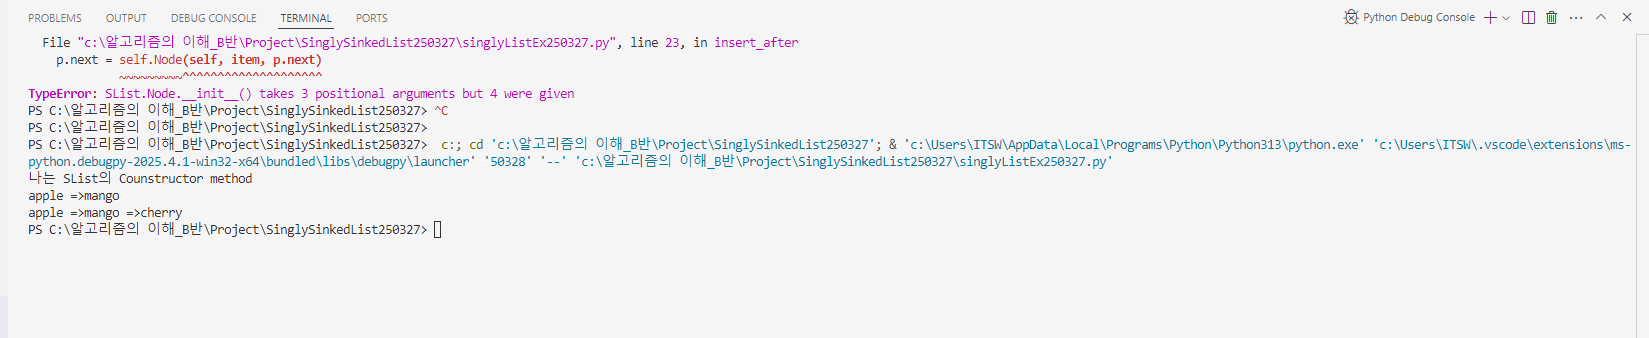 PROBLEMS OUTPUT DEBUG CONSOLE TERMINAL PORTS Python Debug Console
File "c:\알고리즘의 이해_B반\Project\SinglySinkedList250327\singlyListEx250327.py", line 23, in insert_after
p.next = self.Node(self, item, p.next)
~~~~~~~~~^^^^^^^^^^^^^^^^^^^^
TypeError: SList.Node.__init__() takes 3 positional arguments but 4 were given
PS C:\알고리즘의 이해_B반\Project\SinglySinkedList250327> ^C
PS C:\알고리즘의 이해_B반\Project\SinglySinkedList250327>
PS C:\알고리즘의 이해_B반\Project\SinglySinkedList250327>  c:; cd 'c:\알고리즘의 이해_B반\Project\SinglySinkedList250327'; & 'c:\Users\ITSW\AppData\Local\Programs\Python\Python313\python.exe' 'c:\Users\ITSW\.vscode\extensions\ms-
python.debugpy-2025.4.1-win32-x64\bundled\libs\debugpy\launcher' '50328' '--' 'c:\알고리즘의 이해_B반\Project\SinglySinkedList250327\singlyListEx250327.py'
나는 SList의 Counstructor method
apple =>mango
apple =>mango =>cherry
PS C:\알고리즘의 이해_B반\Project\SinglySinkedList250327>